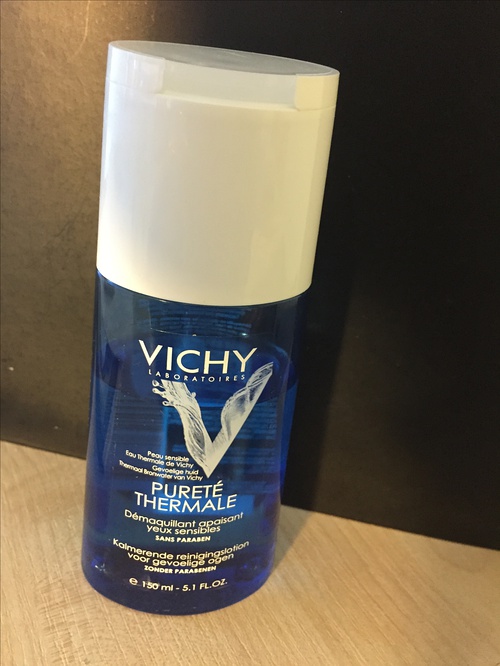 VICHY
LABORATOIRES
Peau sensible
Eau Thermale de Vichy
Gevoelige huid
Thermaal Bronwater van Vichy
PURETÉ
THERMALE
Démaquillant apaisant
yeux sensibles
SANS PARABEN
Kalmerende reinigingslotion
voor gevoelige ogen
ZONDER PARABENEN
e 150 ml - 5.1 FL.OZ.